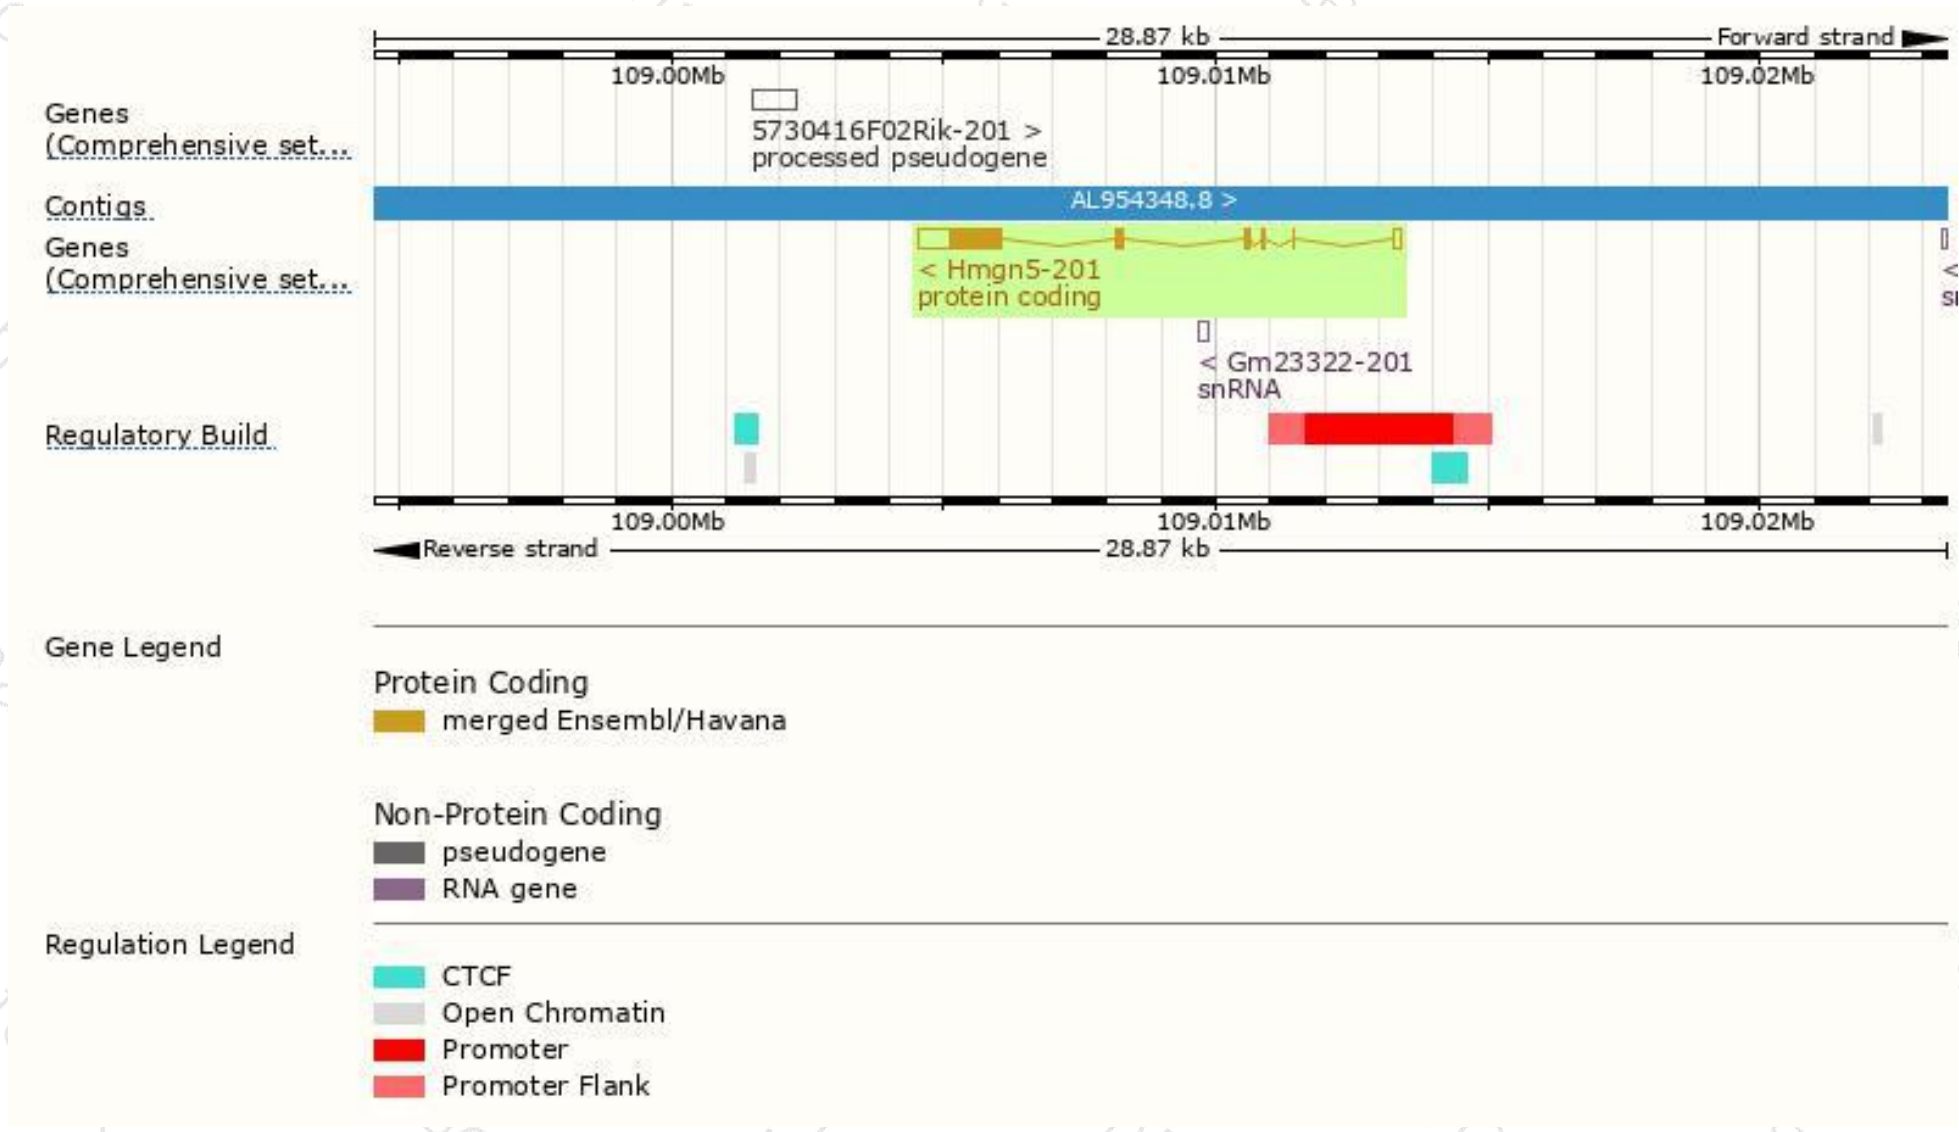 28.87 kb
Forward strand
109.00Mb 109.01Mb 109.02Mb
Genes
(Comprehensive set...
5730416F02Rik-201 >
processed pseudogene
Contigs
AL954348.8 >
Genes
(Comprehensive set...
< Hmgn5-201
protein coding
<
< Gm23322-201
snRNA
Regulatory Build
109.00Mb 109.01Mb 109.02Mb
Reverse strand
28.87 kb
Gene Legend
Protein Coding
merged Ensembl/Havana
Non-Protein Coding
pseudogene
RNA gene
Regulation Legend
CTCF
Open Chromatin
Promoter
Promoter Flank